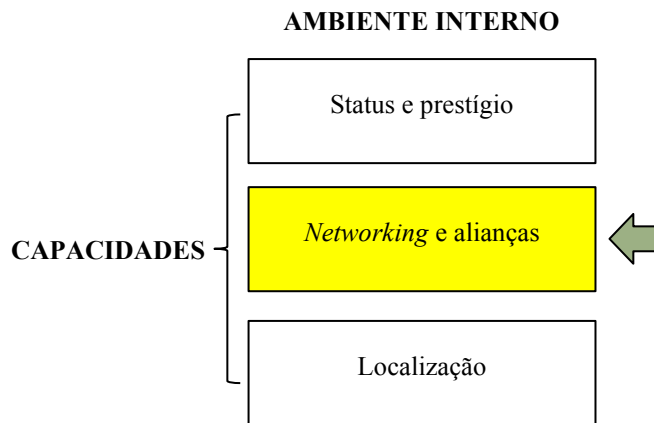 AMBIENTE INTERNO
Status e prestígio
Networking e alianças
CAPACIDADES
Localização